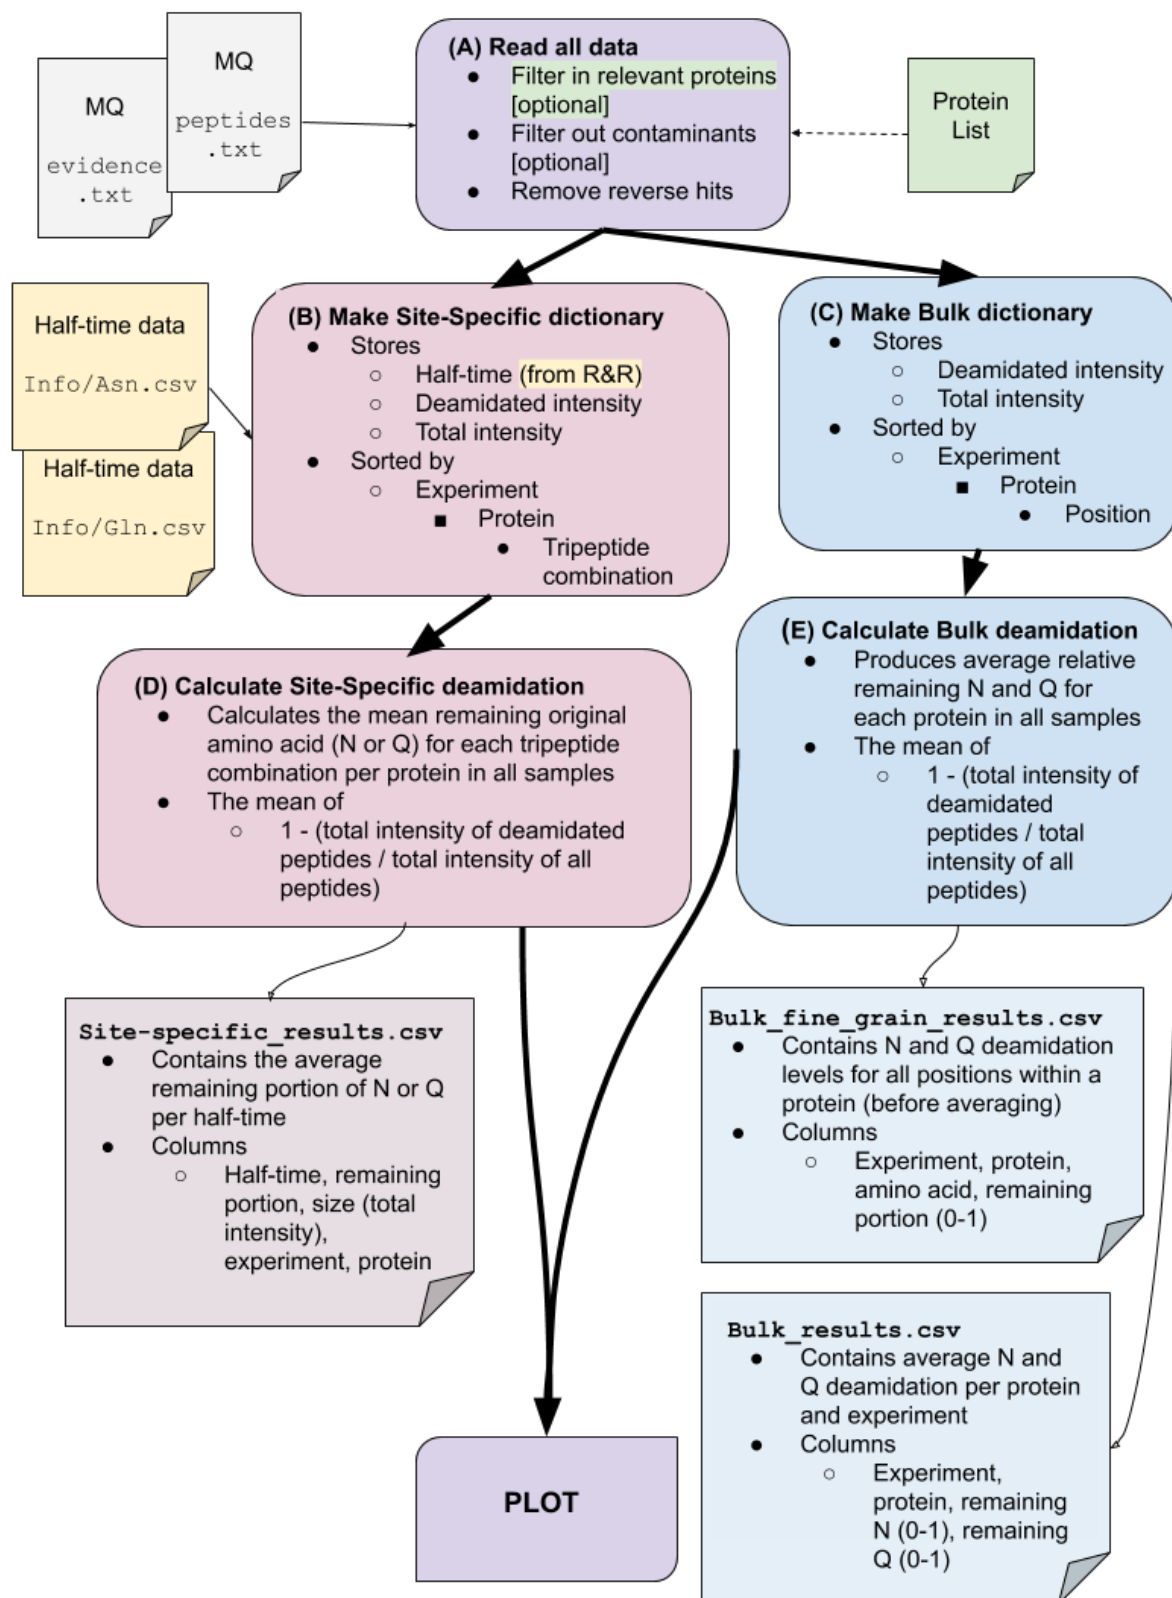 MQ
peptides
.txt
MQ
evidence
.txt
(A) Read all data
● Filter in relevant proteins
[optional]
● Filter out contaminants
[optional]
● Remove reverse hits
Protein
List
Half-time data
Info/Asn.csv
Half-time data
Info/Gln.csv
(B) Make Site-Specific dictionary
● Stores
○ Half-time (from R&R)
○ Deamidated intensity
○ Total intensity
● Sorted by
○ Experiment
■ Protein
● Tripeptide
combination
(C) Make Bulk dictionary
● Stores
○ Deamidated intensity
○ Total intensity
● Sorted by
○ Experiment
■ Protein
● Position
(D) Calculate Site-Specific deamidation
● Calculates the mean remaining original
amino acid (N or Q) for each tripeptide
combination per protein in all samples
● The mean of
○ 1 - (total intensity of deamidated
peptides / total intensity of all
peptides)
(E) Calculate Bulk deamidation
● Produces average relative
remaining N and Q for
each protein in all samples
● The mean of
○ 1 - (total intensity of
deamidated
peptides / total
intensity of all
peptides)
Site-specific_results.csv
● Contains the average
remaining portion of N or Q
per half-time
● Columns
○ Half-time, remaining
portion, size (total
intensity),
experiment, protein
Bulk_fine_grain_results.csv
● Contains N and Q deamidation
levels for all positions within a
protein (before averaging)
● Columns
○ Experiment, protein,
amino acid, remaining
portion (0-1)
Bulk_results.csv
● Contains average N and
Q deamidation per protein
and experiment
● Columns
○ Experiment,
protein, remaining
N (0-1), remaining
Q (0-1)
PLOT